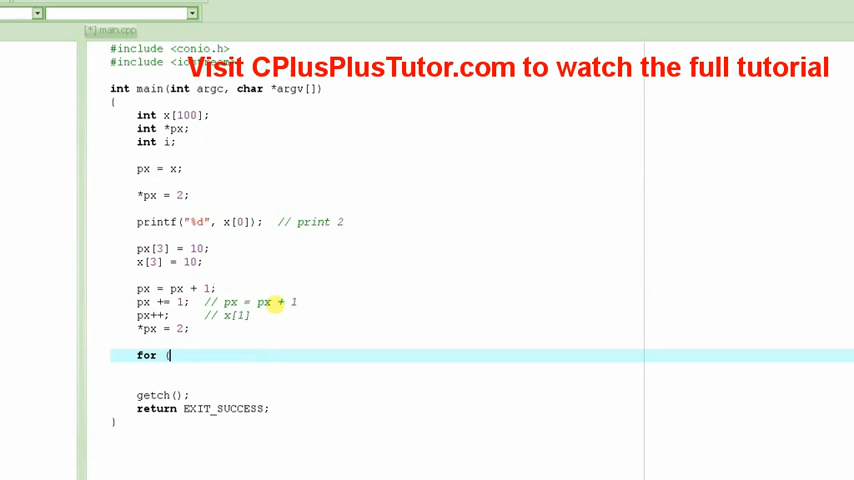 [*] main.cpp
#include <conio.h>
Visit CPlusPlusTutor.com to watch the full tutorial
#include
int main(int argc, char *argv[])
{
int x[100];
int *px;
int i;
px = x;
*px = 2;
printf("%d", x[0]); // print 2
px[3] = 10;
x[3] = 10;
px = px + 1;
px += 1; // px = px + 1
px++; // x[1]
*px = 2;
for (
getch();
return EXIT_SUCCESS;
}